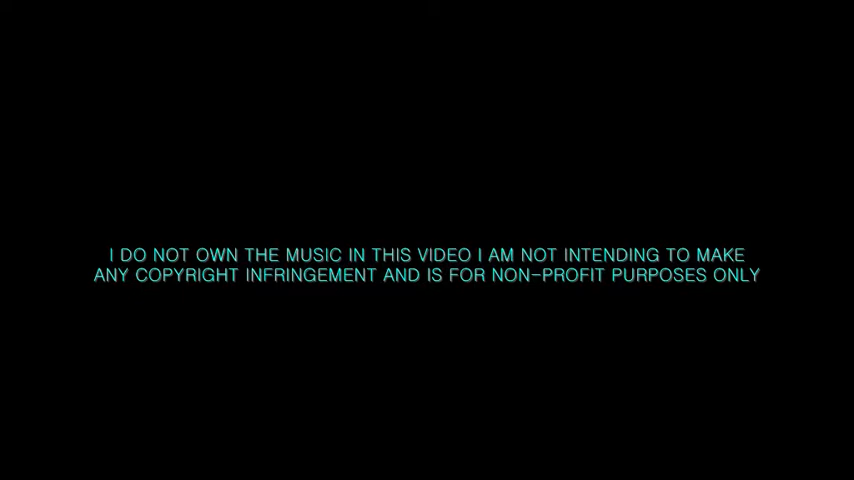 I DO NOT OWN THE MUSIC IN THIS VIDEO I AM NOT INTENDING TO MAKE
ANY COPYRIGHT INFRINGEMENT AND IS FOR NON-PROFIT PURPOSES ONLY